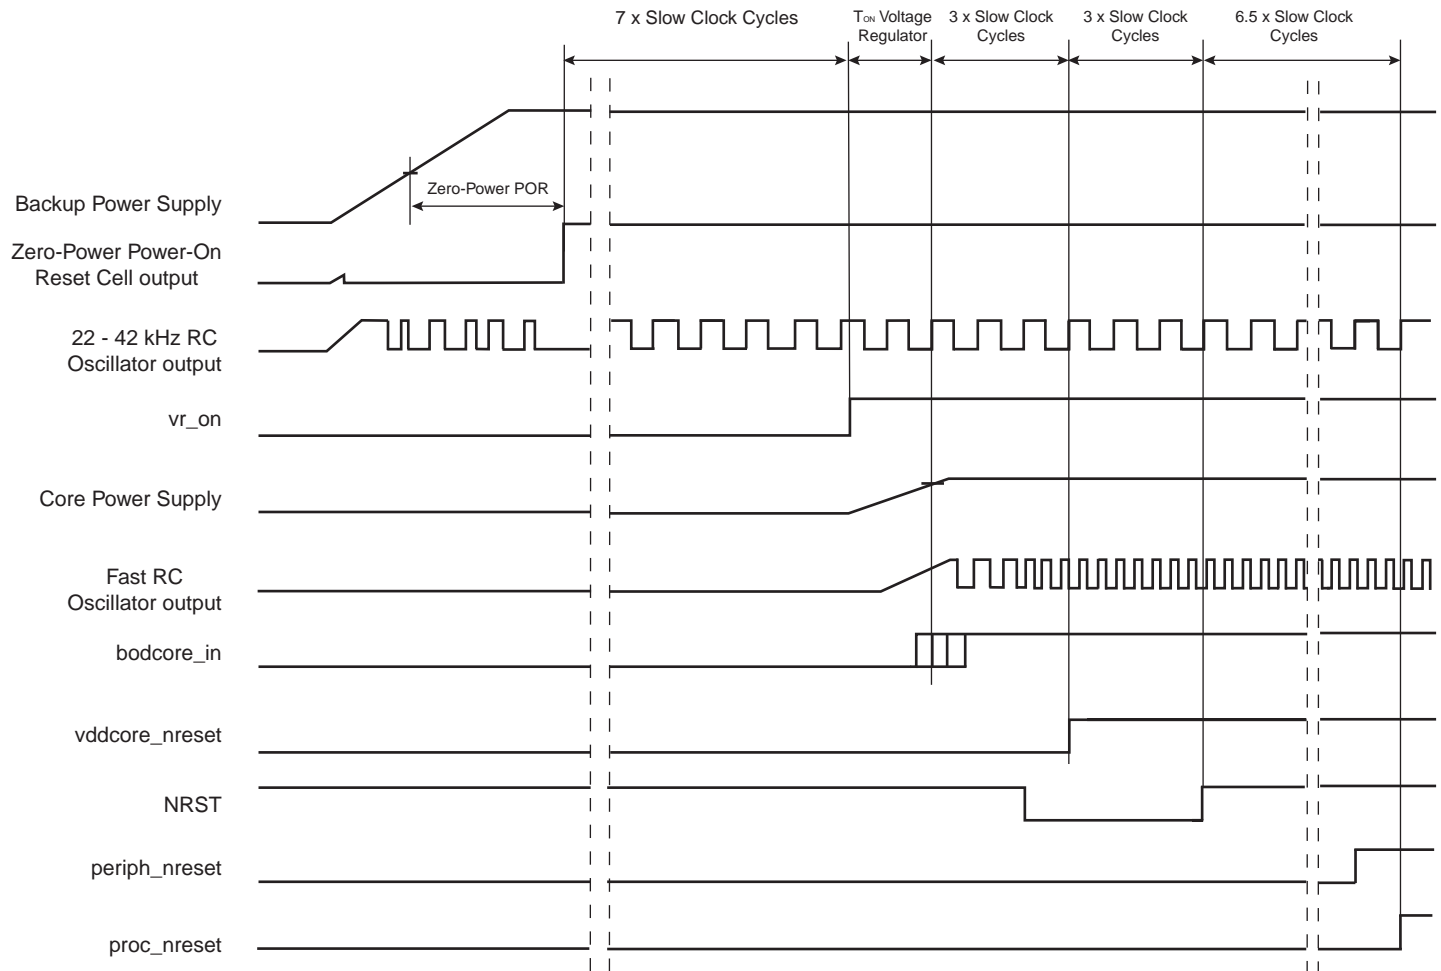 7 x Slow Clock Cycles
TON Voltage
Regulator
3 x Slow Clock
Cycles
3 x Slow Clock
Cycles
6.5 x Slow Clock
Cycles
Zero-Power POR
Backup Power Supply
Zero-Power Power-On
Reset Cell output
22 - 42 kHz RC
Oscillator output
vr_on
Core Power Supply
Fast RC
Oscillator output
bodcore_in
vddcore_nreset
NRST
periph_nreset
proc_nreset